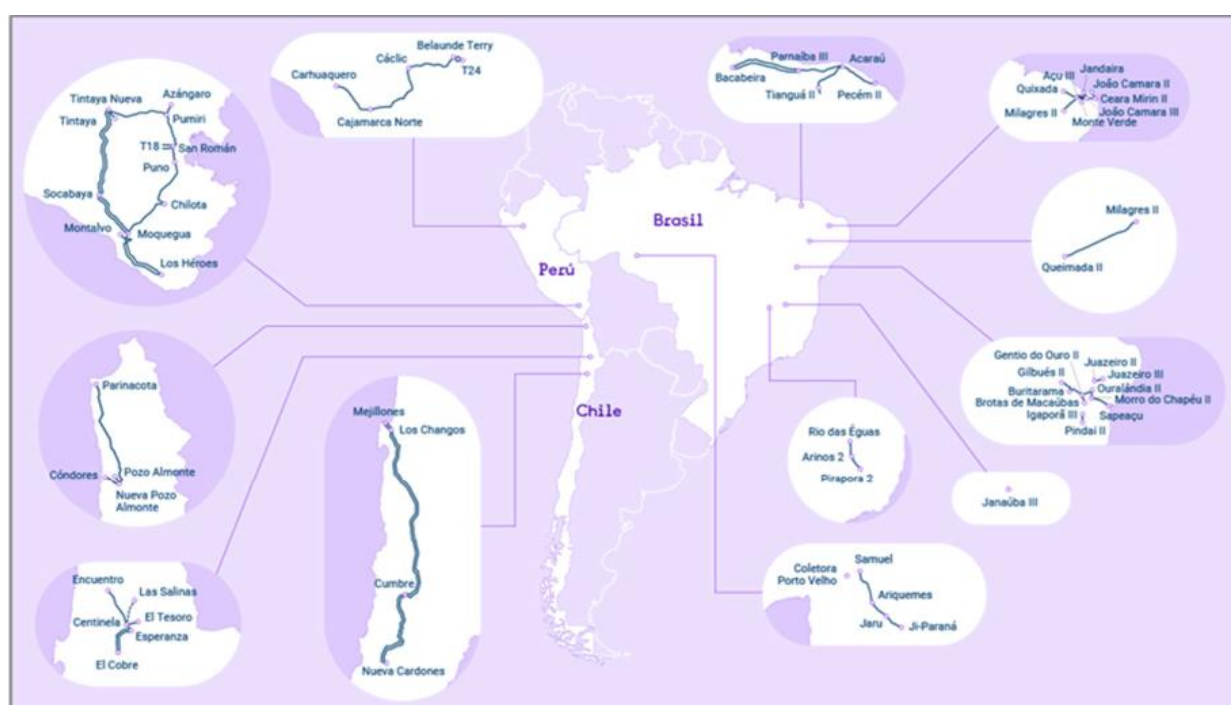 Tintaya Nueva
Azángaro
Tintaya
Pumiri
T18
San Román
Puno
Socabaya
Chilota
Montalvo
Moquegua
Los Héroes
Belaunde Terry
Cáclic
T24
Carhuaquero
Cajamarca Norte
Parnaíba III
Acaraú
Bacabeira
Tianguá II
Pecém II
Jandaira
Açu III
João Camara II
Quixada
Ceara Mirin II
Milagres II
João Camara III
Monte Verde
Milagres II
Queimada II
Brasil
Perú
Chile
Parinacota
Cóndores
Pozo Almonte
Nueva Pozo
Almonte
Mejillones
Los Changos
Cumbre
Nueva Cardones
Encuentro
Las Salinas
Centinela
El Tesoro
Esperanza
El Cobre
Gentio do Ouro II
Juazeiro II
Gilbués II
Juazeiro III
Buritarama
Ouralândia II
Brotas de Macaúbas
Morro do Chapéu II
Igaporã III
Sapeaçu
Pindaí II
Rio das Éguas
Arinos 2
Pirapora 2
Janaúba III
Samuel
Coletora
Porto Velho
Ariquemes
Jaru
Ji-Paraná